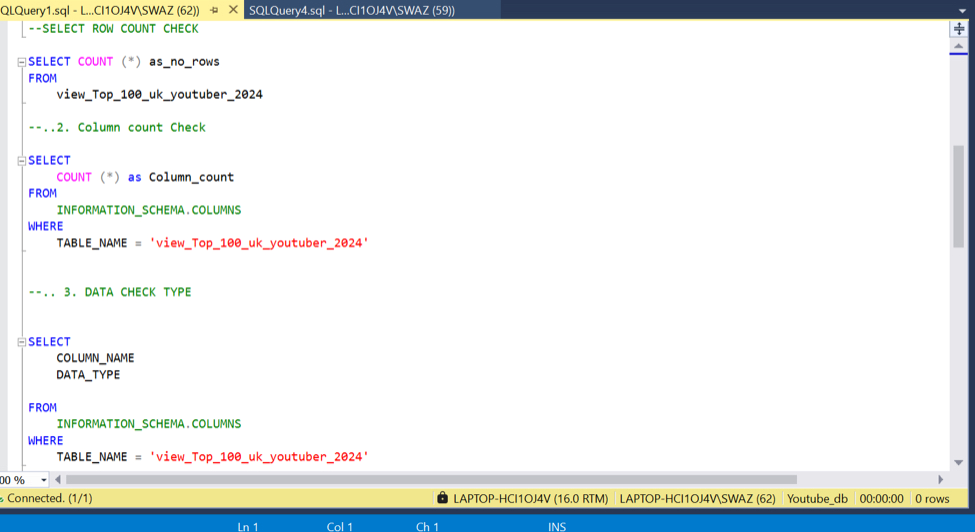 QLQuery1.sql - L...CI1OJ4V\SWAZ (62))
SQLQuery4.sql - L...CI1OJ4V\SWAZ (59))
--SELECT ROW COUNT CHECK
SELECT COUNT (*) as_no_rows
FROM
view_Top_100_uk_youtuber_2024
--..2. Column count Check
SELECT
COUNT (*) as Column_count
FROM
INFORMATION_SCHEMA.COLUMNS
WHERE
TABLE_NAME = 'view_Top_100_uk_youtuber_2024'
--.. 3. DATA CHECK TYPE
SELECT
COLUMN_NAME
DATA_TYPE
FROM
INFORMATION_SCHEMA.COLUMNS
WHERE
TABLE_NAME = 'view_Top_100_uk_youtuber_2024'
00 %
Connected. (1/1)
LAPTOP-HCI1OJ4V (16.0 RTM)
LAPTOP-HCI1OJ4V\SWAZ (62)
Youtube_db
00:00:00
0 rows
Ln 1
Col 1
Ch 1
INS